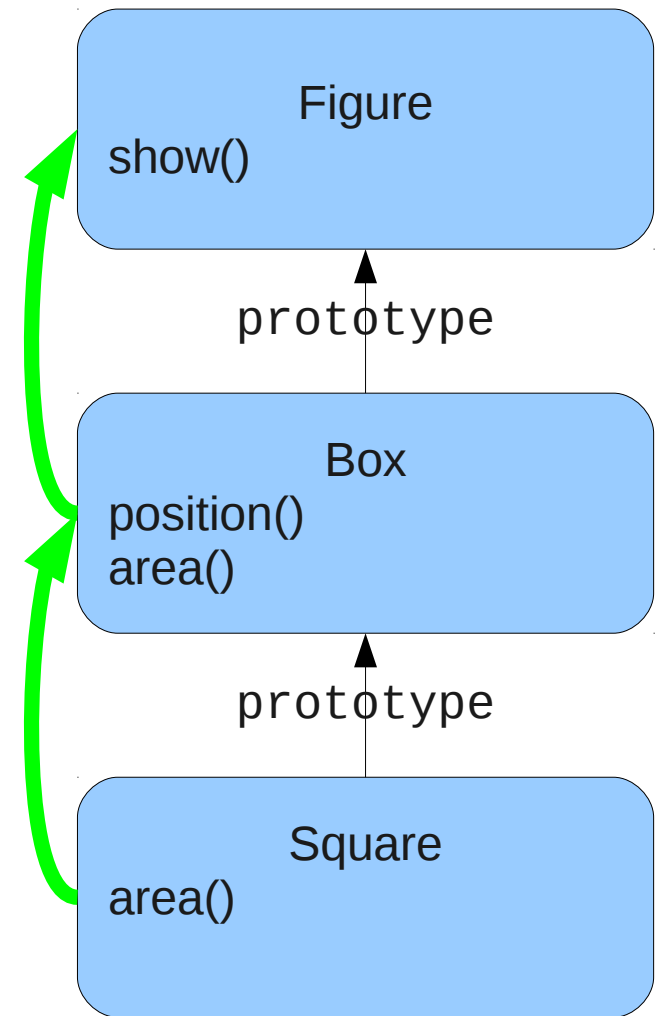 Figure
show()
prototype
Box
position()
area()
prototype
Square
area()